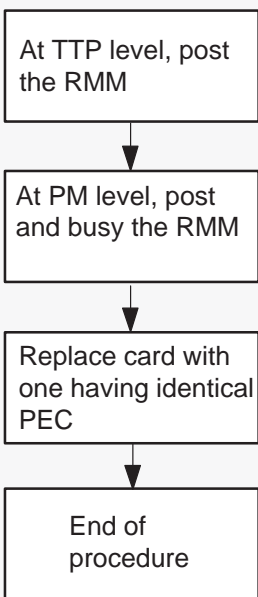 At TTP level, post
the RMM
At PM level, post
and busy the RMM
Replace card with
one having identical
PEC
End of
procedure